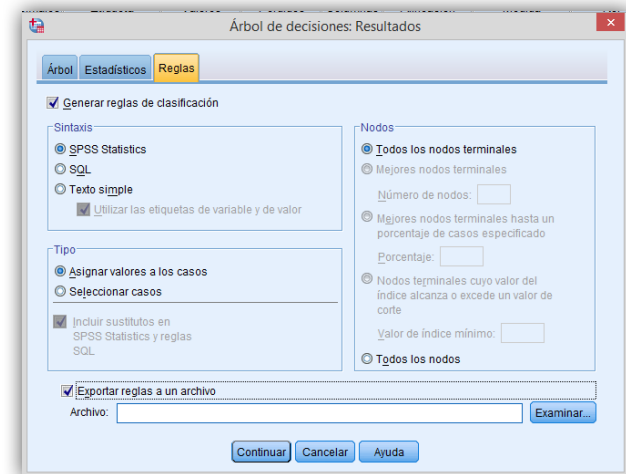 Árbol de decisiones: Resultados
Árbol
Estadísticos
Reglas
Generar reglas de clasificación
Sintaxis
SPSS Statistics
SQL
Texto simple
Utilizar las etiquetas de variable y de valor
Tipo
Asignar valores a los casos
Seleccionar casos
Incluir sustitutos en
SPSS Statistics y reglas
SQL
Nodos
Todos los nodos terminales
Mejores nodos terminales
Número de nodos:
Mejores nodos terminales hasta un
porcentaje de casos especificado
Porcentaje:
Nodos terminales cuyo valor del
índice alcanza o excede un valor de
corte
Valor de índice mínimo:
Todos los nodos
Exportar reglas a un archivo
Archivo:
Examinar...
Continuar
Cancelar
Ayuda